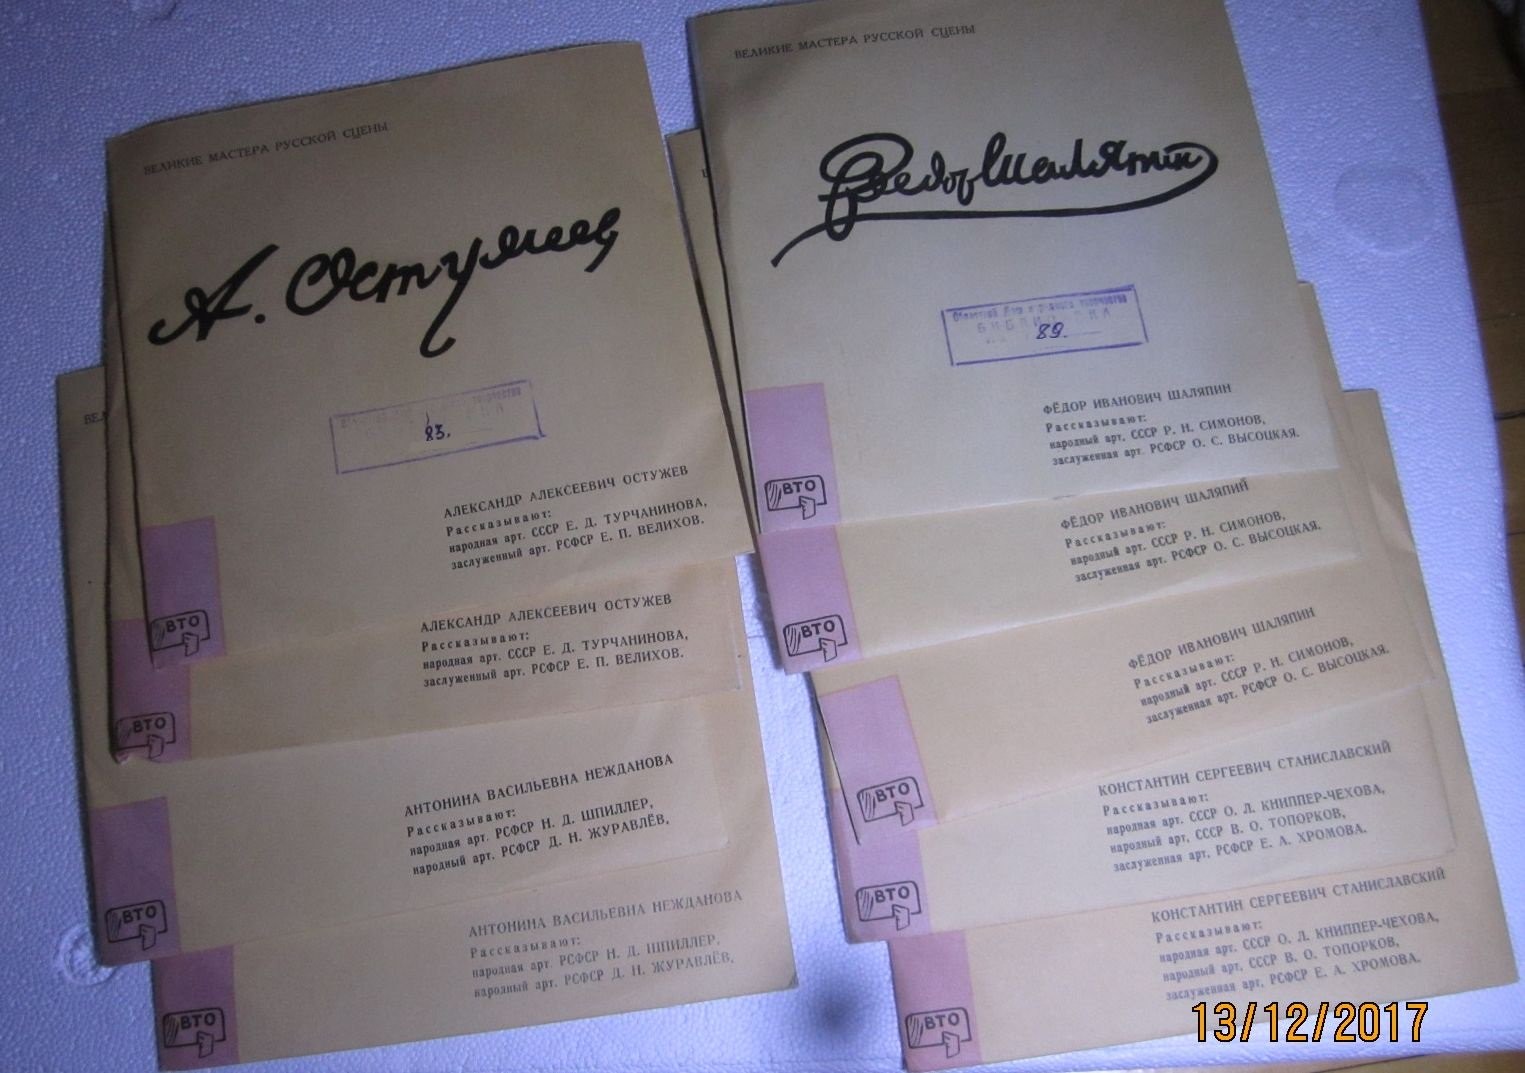 ВЕЛИКИЕ МАСТЕРА РУССКОЙ СЦЕНЫ
А. Остужев
83.
АЛЕКСАНДР АЛЕКСЕЕВИЧ ОСТУЖЕВ
Рассказывают:
народная арт. СССР Е. Д. ТУРЧАНИНОВА,
заслуженный арт. РСФСР Е. П. ВЕЛИХОВ.
ВТО
АЛЕКСАНДР АЛЕКСЕЕВИЧ ОСТУЖЕВ
Рассказывают:
народная арт. СССР Е. Д. ТУРЧАНИНОВА,
заслуженный арт. РСФСР Е. П. ВЕЛИХОВ.
ВТО
АНТОНИНА ВАСИЛЬЕВНА НЕЖДАНОВА
Рассказывают:
народная арт. РСФСР Н. Д. ШПИЛЛЕР,
народный арт. РСФСР Д. Н. ЖУРАВЛЁВ,
ВТО
АНТОНИНА ВАСИЛЬЕВНА НЕЖДАНОВА
Рассказывают:
народная арт. РСФСР Н. Д. ШПИЛЛЕР,
народный арт. РСФСР Д. Н. ЖУРАВЛЁВ,
ВТО
ВЕЛИКИЕ МАСТЕРА РУССКОЙ СЦЕНЫ
Федор Шаляпин
89.
ФЁДОР ИВАНОВИЧ ШАЛЯПИН
Рассказывают:
народный арт. СССР Р. Н. СИМОНОВ,
заслуженная арт. РСФСР О. С. ВЫСОЦКАЯ.
ВТО
ФЁДОР ИВАНОВИЧ ШАЛЯПИЙ
Рассказывают:
народный арт. СССР Р. Н. СИМОНОВ,
заслуженная арт. РСФСР О. С. ВЫСОЦКАЯ.
ВТО
ФЁДОР ИВАНОВИЧ ШАЛЯПИН
Рассказывают:
народный арт. СССР Р. Н. СИМОНОВ,
заслуженная арт. РСФСР О. С. ВЫСОЦКАЯ.
ВТО
КОНСТАНТИН СЕРГЕЕВИЧ СТАНИСЛАВСКИЙ
Рассказывают:
народная арт. СССР О. Л. КНИППЕР-ЧЕХОВА,
народный арт, СССР В. О. ТОПОРКОВ,
заслуженная арт, РСФСР Е. А. ХРОМОВА.
ВТО
КОНСТАНТИН СЕРГЕЕВИЧ СТАНИСЛАВСКИЙ
Рассказывают:
народная арт. СССР О. Л. КНИППЕР-ЧЕХОВА,
народный арт, СССР В. О. ТОПОРКОВ,
заслуженная арт, РСФСР Е. А. ХРОМОВА.
ВТО
13/12/2017